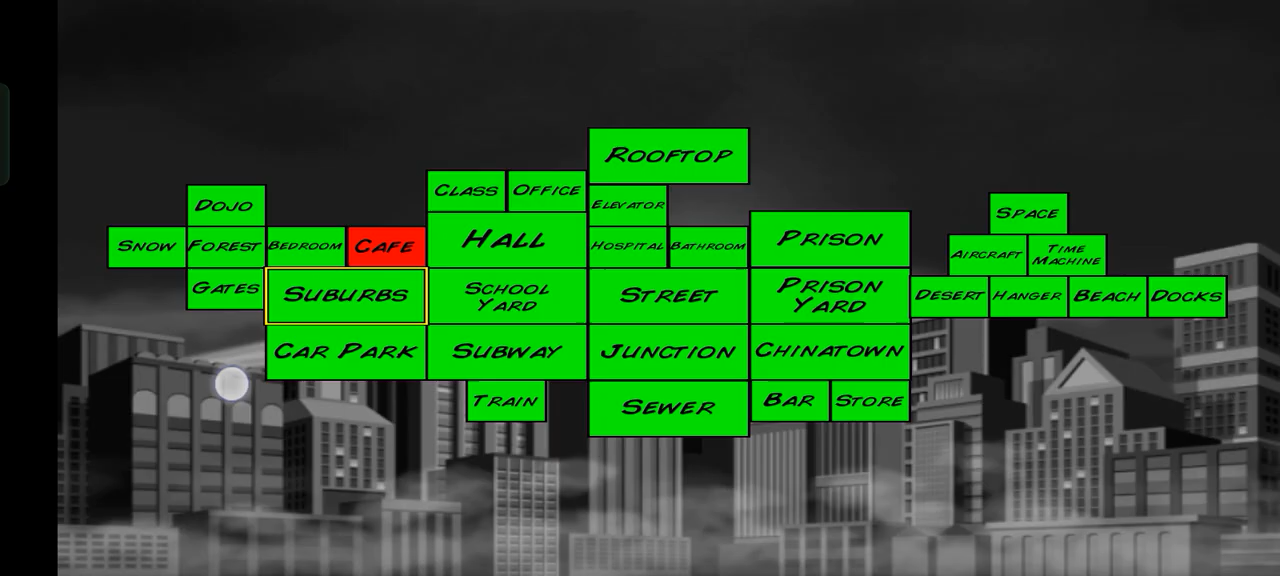 Rooftop
Class Office
Dojo Elevator Space
Snow Forest Bedroom Cafe Hall Hospital Bathroom Prison Aircraft Time
Machine
Gates Suburbs School
Yard Street Prison
Yard Desert Hanger Beach Docks
Car Park Subway Junction Chinatown
Train Sewer Bar Store